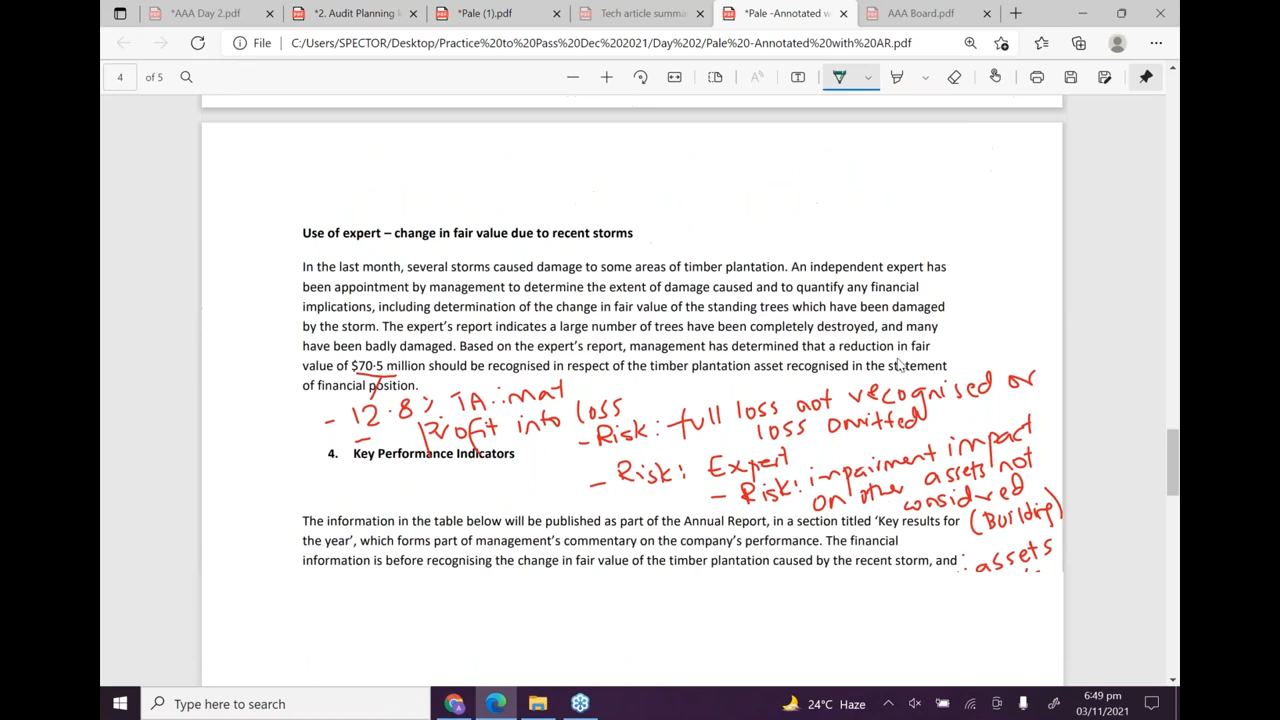 *AAA Day 2.pdf
*2. Audit Planning
*Pale (1).pdf
Tech article summa
*Pale -Annotated w
AAA Board.pdf
File
C:/Users/SPECTOR/Desktop/Practice%20to%20Pass%20Dec%202021/Day%202/Pale%20-Annotated%20with%20AR.pdf
4 of 5
Use of expert – change in fair value due to recent storms
In the last month, several storms caused damage to some areas of timber plantation. An independent expert has
been appointment by management to determine the extent of damage caused and to quantify any financial
implications, including determination of the change in fair value of the standing trees which have been damaged
by the storm. The expert's report indicates a large number of trees have been completely destroyed, and many
have been badly damaged. Based on the expert's report, management has determined that a reduction in fair
value of $70·5 million should be recognised in respect of the timber plantation asset recognised in the statement
of financial position.
- 12.8% TA ∴ mat
Profit into loss
- Risk: full loss not recognised or
loss omitted
4. Key Performance Indicators
- Risk: Expert
- Risk: impairment impact
on other assets not
considered
(Building)
The information in the table below will be published as part of the Annual Report, in a section titled 'Key results for
the year', which forms part of management's commentary on the company's performance. The financial
information is before recognising the change in fair value of the timber plantation caused by the recent storm, and
: assets
Type here to search
24°C Haze
6:49 pm
03/11/2021